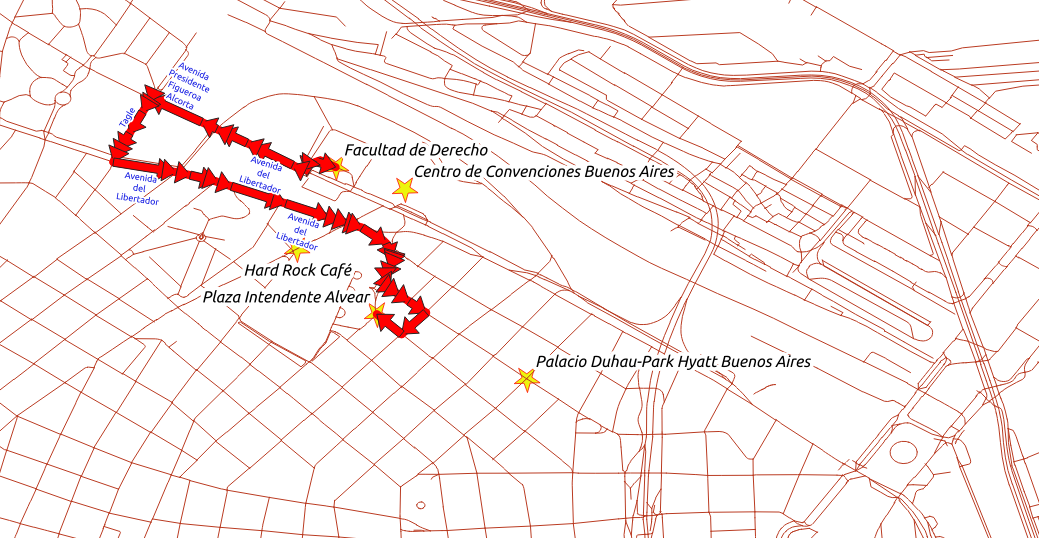 Avenida
Presidente
Figueroa
Alcorta
Tagle
Facultad de Derecho
Avenida
del
Libertador
Centro de Convenciones Buenos Aires
Avenida
del
Libertador
Avenida
del
Libertador
Hard Rock Café
Plaza Intendente Alvear
Palacio Duhau-Park Hyatt Buenos Aires